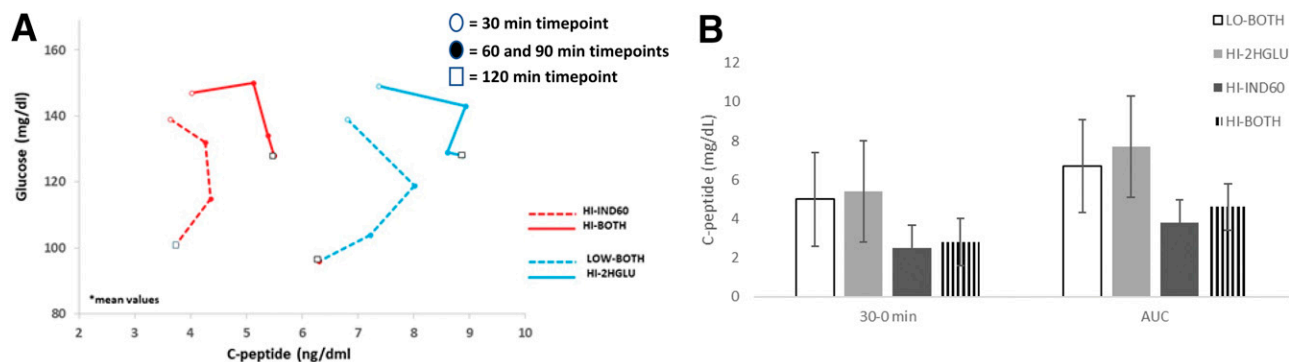 A
= 30 min timepoint
= 60 and 90 min timepoints
= 120 min timepoint
Glucose (mg/dl)
160
140
120
100
80
HI-IND60
HI-BOTH
LOW-BOTH
HI-2HGLU
*mean values
2 3 4 5 6 7 8 9 10
C-peptide (ng/dml
B
LO-BOTH
HI-2HGLU
HI-IND60
HI-BOTH
C-peptide (mg/dL)
12
10
8
6
4
2
0
30-0 min AUC